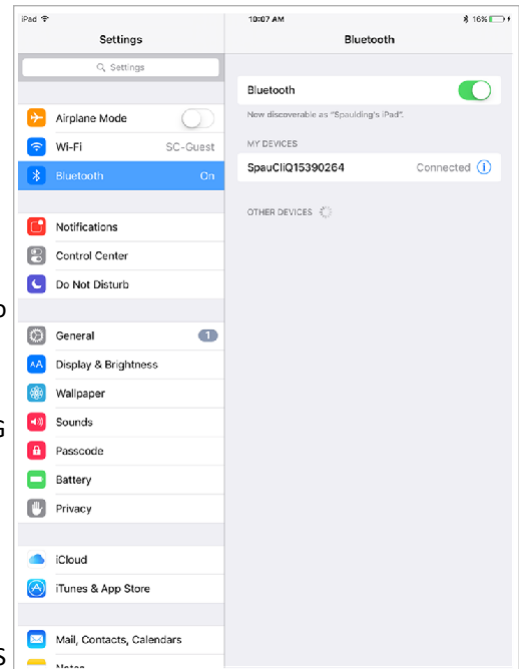 iPad
10:07 AM
16%
Settings
Bluetooth
Settings
Bluetooth
Now discoverable as "Spaulding's iPad".
MY DEVICES
SpauCliQ15390264 Connected
OTHER DEVICES
Airplane Mode
Wi-Fi SC-Guest
Bluetooth On
Notifications
Control Center
Do Not Disturb
General 1
Display & Brightness
Wallpaper
Sounds
Passcode
Battery
Privacy
iCloud
iTunes & App Store
Mail, Contacts, Calendars
Notes